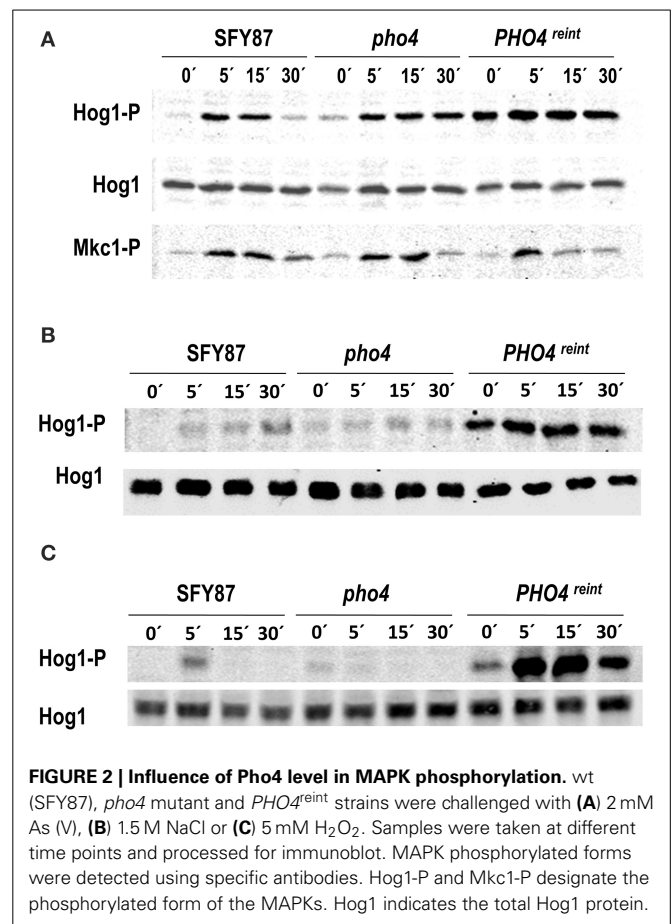 A
SFY87 pho4 PHO4 reint
0´ 5´ 15´ 30´ 0´ 5´ 15´ 30´ 0´ 5´ 15´ 30´
Hog1-P
Hog1
Mkc1-P
B
SFY87 pho4 PHO4 reint
0´ 5´ 15´ 30´ 0´ 5´ 15´ 30´ 0´ 5´ 15´ 30´
Hog1-P
Hog1
C
SFY87 pho4 PHO4 reint
0´ 5´ 15´ 30´ 0´ 5´ 15´ 30´ 0´ 5´ 15´ 30´
Hog1-P
Hog1
FIGURE 2 | Influence of Pho4 level in MAPK phosphorylation. wt
(SFY87), pho4 mutant and PHO4reint strains were challenged with (A) 2 mM
As (V), (B) 1.5 M NaCl or (C) 5 mM H2O2. Samples were taken at different
time points and processed for immunoblot. MAPK phosphorylated forms
were detected using specific antibodies. Hog1-P and Mkc1-P designate the
phosphorylated form of the MAPKs. Hog1 indicates the total Hog1 protein.